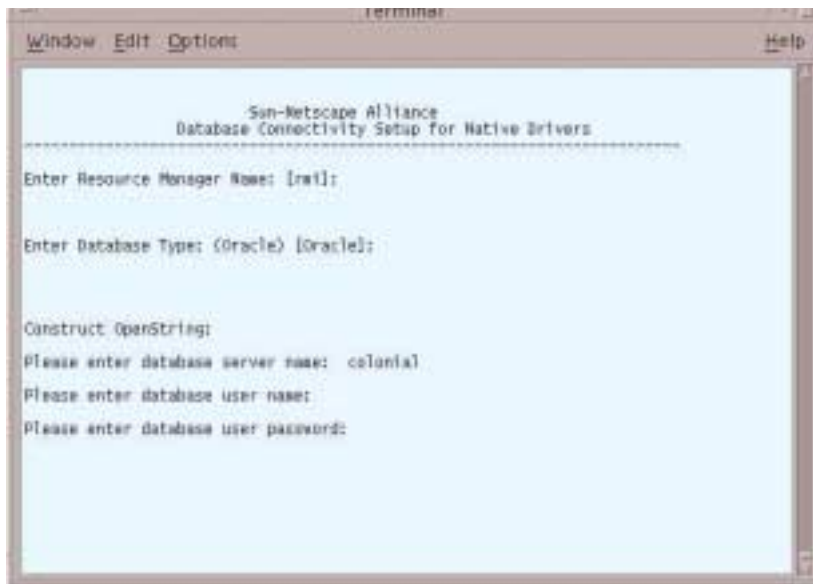 Terminal
Window Edit Options Help
Sun-Netscape Alliance
Database Connectivity Setup for Native Drivers
--------------------------------------------------------------------------------
Enter Resource Manager Name: [rm1]:
Enter Database Type: (Oracle) [Oracle]:
Construct OpenString:
Please enter database server name: colonial
Please enter database user name:
Please enter database user password: